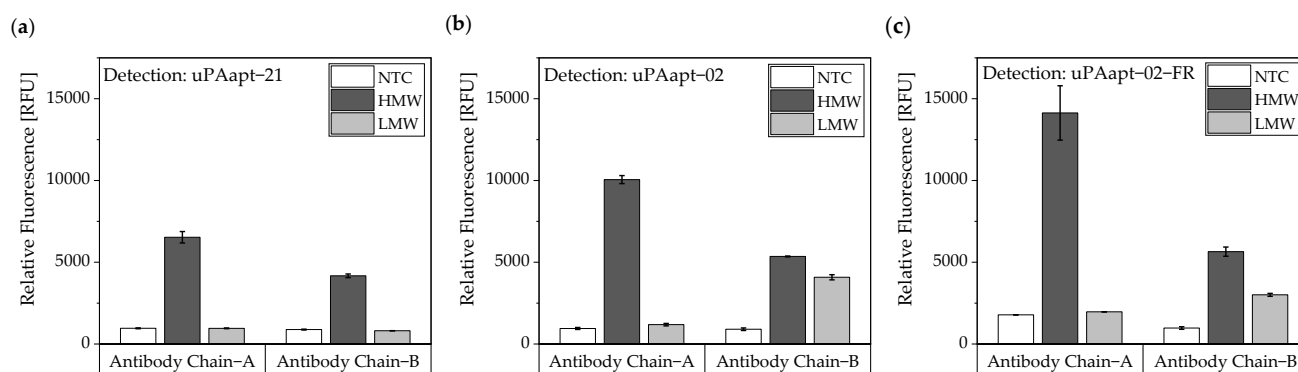 (a)
Relative Fluorescence [RFU]
15000
10000
5000
0
Detection: uPAapt−21
NTC
HMW
LMW
Antibody Chain−A
Antibody Chain−B
(b)
Relative Fluorescence [RFU]
15000
10000
5000
0
Detection: uPAapt−02
NTC
HMW
LMW
Antibody Chain−A
Antibody Chain−B
(c)
Relative Fluorescence [RFU]
15000
10000
5000
0
Detection: uPAapt−02−FR
NTC
HMW
LMW
Antibody Chain−A
Antibody Chain−B